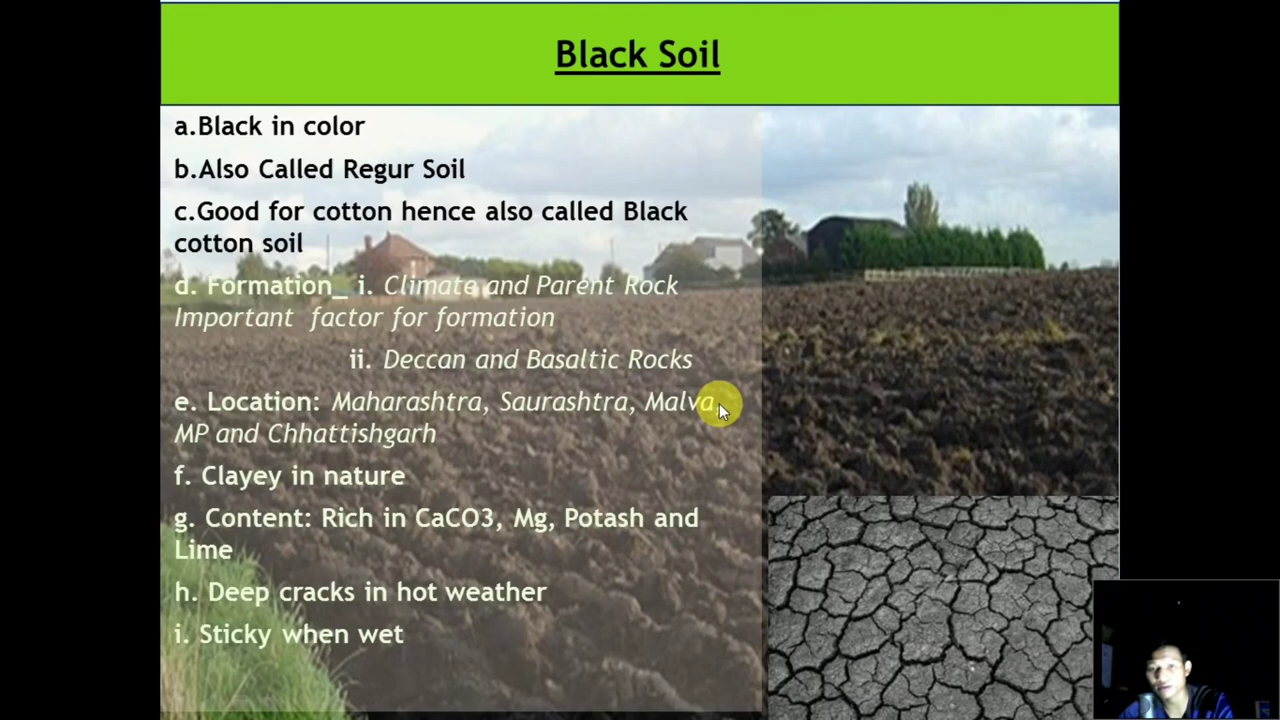 Black Soil
a.Black in color
b.Also Called Regur Soil
c.Good for cotton hence also called Black
cotton soil
d. Formation_ i. Climate and Parent Rock
Important factor for formation
ii. Deccan and Basaltic Rocks
e. Location: Maharashtra, Saurashtra, Malva,
MP and Chhattishgarh
f. Clayey in nature
g. Content: Rich in CaCO3, Mg, Potash and
Lime
h. Deep cracks in hot weather
i. Sticky when wet